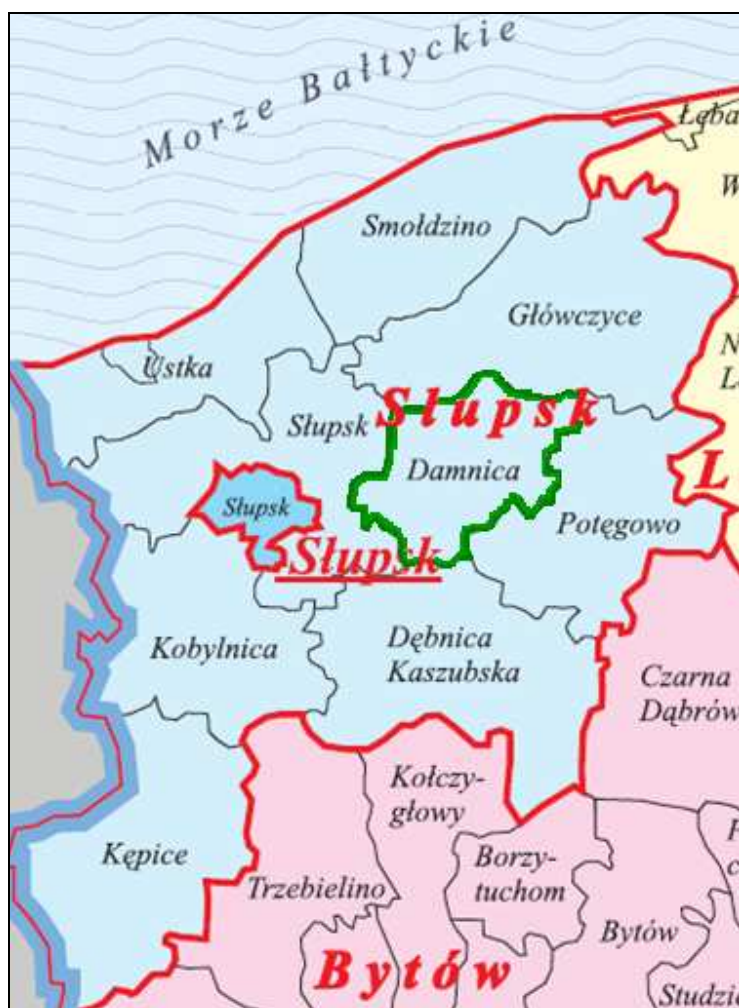 Morze Bałtyckie
Łeba
W
Smołdzino
Główczyce
N
Ustka
Słupsk
Słupsk
Damnica
L
Słupsk
Potęgowo
Słupsk
Kobylnica
Dębnica
Kaszubska
Czarna
Dąbrów
Kołczy-
głowy
Kępice
Trzebielino
Borzy-
tuchom
Bytów
Bytów
Studzi